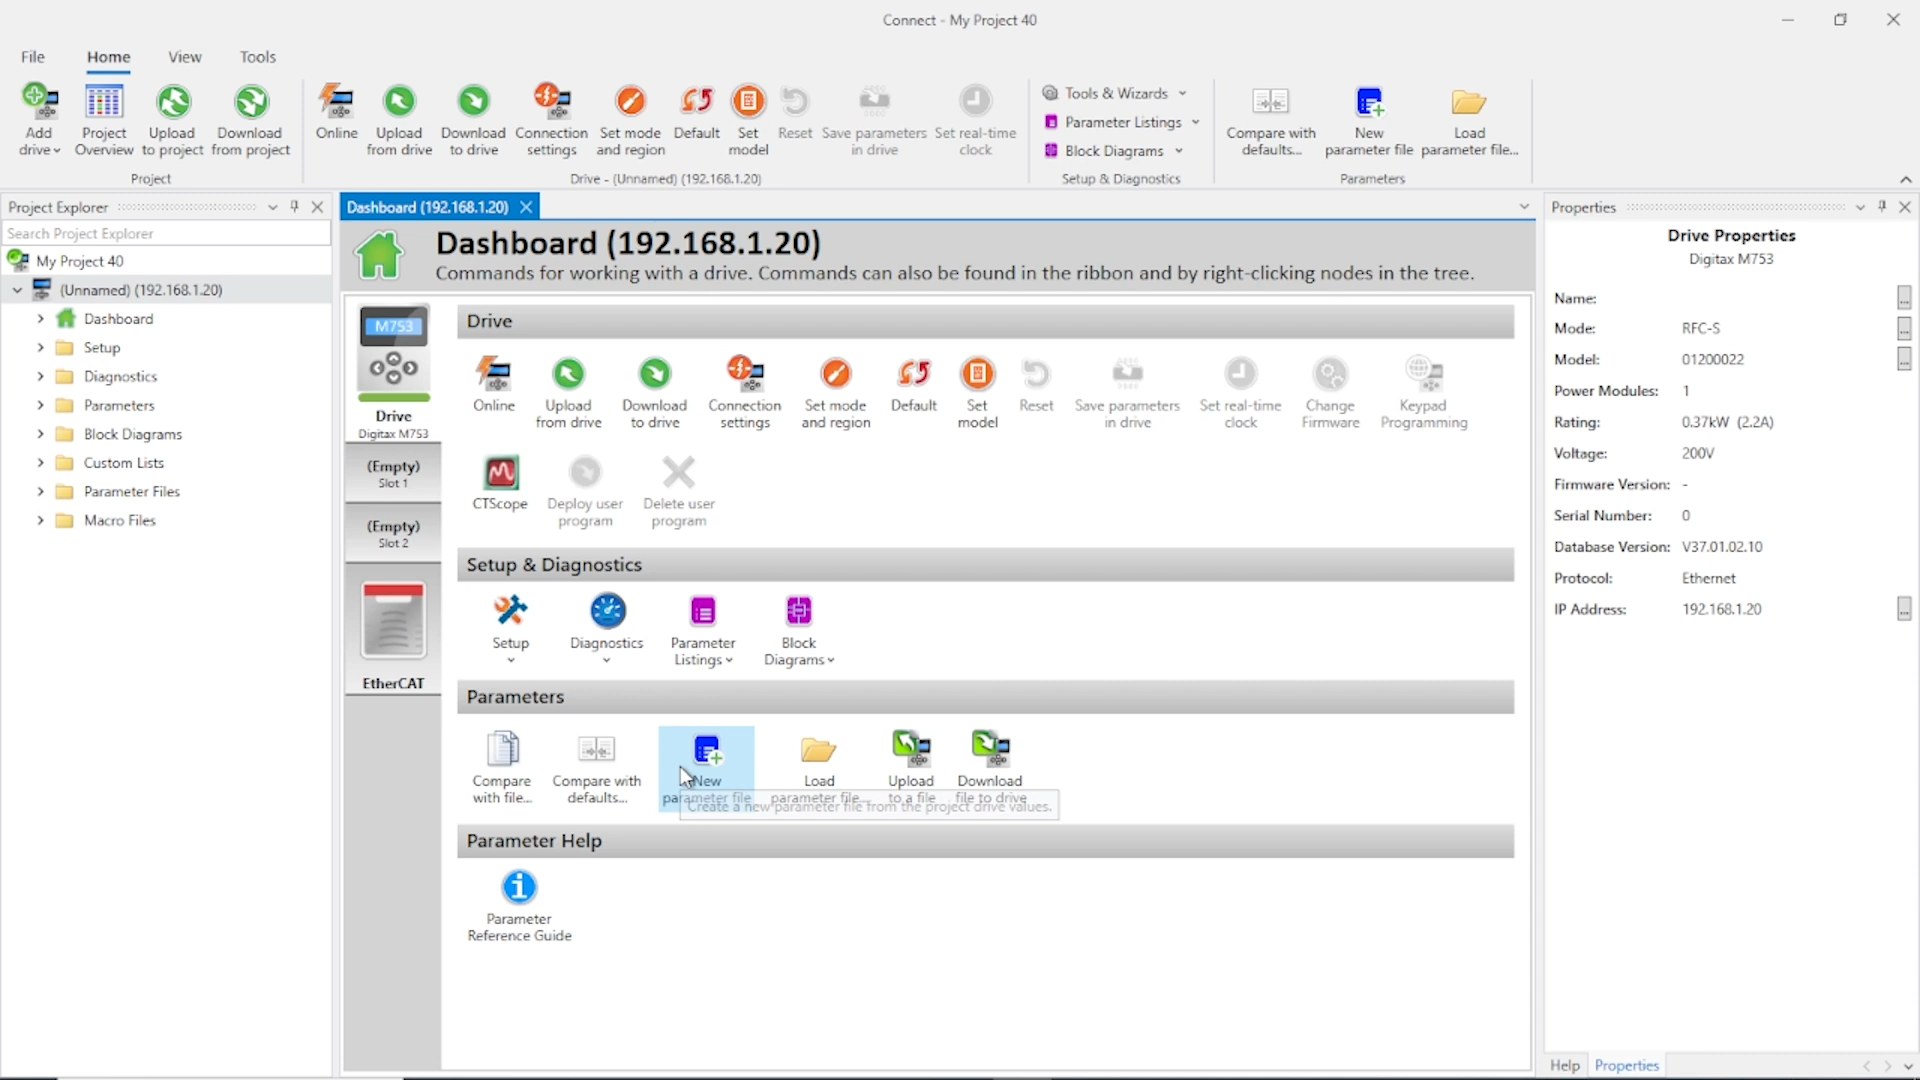 Connect - My Project 40
File
Home
View
Tools
Add drive
Project Overview
Upload to project
Download from project
Online
Upload from drive
Download to drive
Connection settings
Set mode and region
Default
Set model
Reset
Save parameters in drive
Set real-time clock
Tools & Wizards
Parameter Listings
Block Diagrams
Compare with defaults...
New parameter file
Load parameter file...
Project
Drive - (Unnamed) (192.168.1.20)
Setup & Diagnostics
Parameters
Project Explorer
Search Project Explorer
My Project 40
(Unnamed) (192.168.1.20)
Dashboard
Setup
Diagnostics
Parameters
Block Diagrams
Custom Lists
Parameter Files
Macro Files
Dashboard (192.168.1.20)
Dashboard (192.168.1.20)
Commands for working with a drive. Commands can also be found in the ribbon and by right-clicking nodes in the tree.
M753
Drive
Digitax M753
(Empty)
Slot 1
(Empty)
Slot 2
EtherCAT
Drive
Online
Upload from drive
Download to drive
Connection settings
Set mode and region
Default
Set model
Reset
Save parameters in drive
Set real-time clock
Change Firmware
Keypad Programming
CTScope
Deploy user program
Delete user program
Setup & Diagnostics
Setup
Diagnostics
Parameter Listings
Block Diagrams
Parameters
Compare with file...
Compare with defaults...
New parameter file
Load parameter file...
Upload to a file
Download file to drive
Create a new parameter file from the project drive values.
Parameter Help
Parameter Reference Guide
Properties
Drive Properties
Digitax M753
Name:
Mode: RFC-S
Model: 01200022
Power Modules: 1
Rating: 0.37kW (2.2A)
Voltage: 200V
Firmware Version: -
Serial Number: 0
Database Version: V37.01.02.10
Protocol: Ethernet
IP Address: 192.168.1.20
Help
Properties